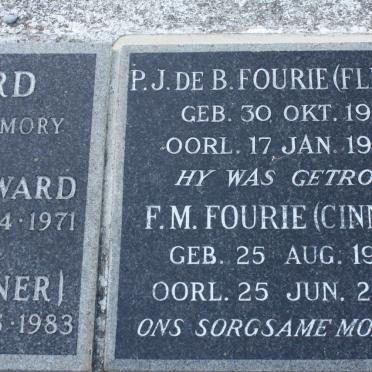 RD
MORY
WARD
4 · 1971
NER)
1983
P.J. DE B. FOURIE (FL
GEB. 30 OKT. 19
OORL. 17 JAN. 19
HY WAS GETRO
F.M. FOURIE (CINN
GEB. 25 AUG. 19
OORL. 25 JUN. 2
ONS SORGSAME MO